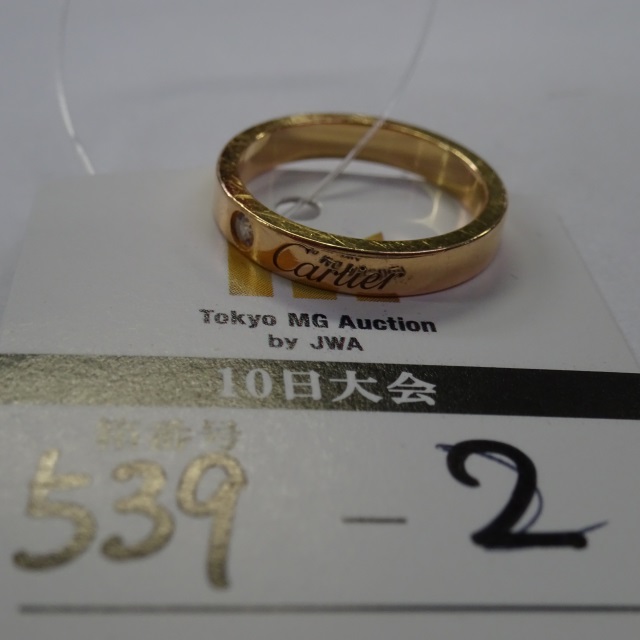 Cartier
Tokyo MG Auction
by JWA
10日大会
539 - 2